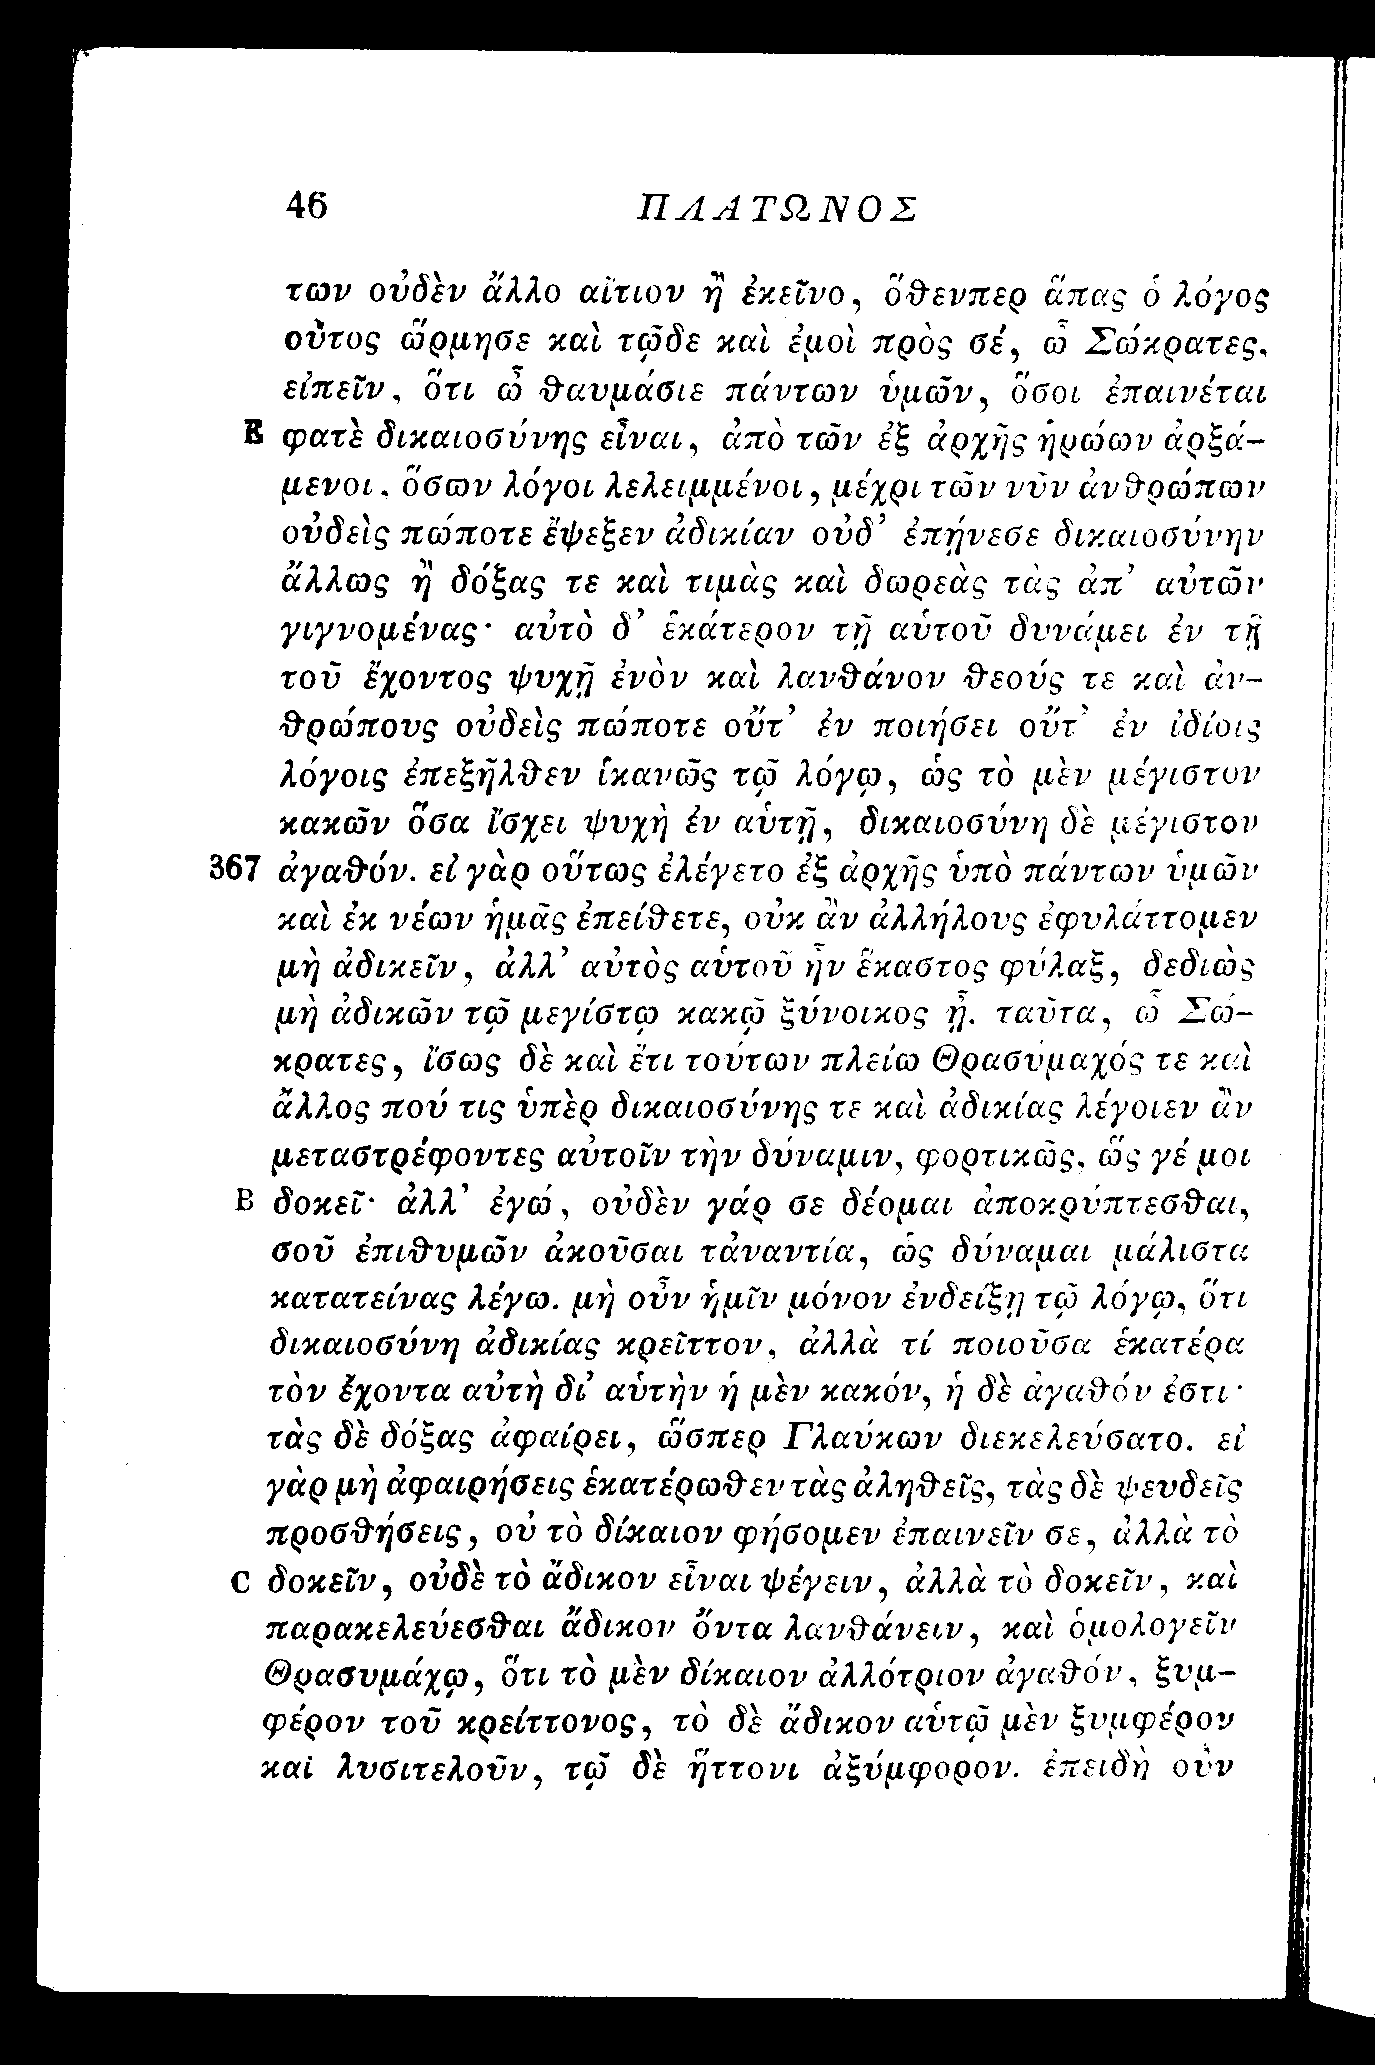 46 ΠΛΑΤΩΝΟΣ
των οὐδὲν ἄλλο αἴτιον ἢ ἐκεῖνο, ὅθενπερ ἅπας ὁ λόγος
οὗτος ὥρμησε καὶ τῷδε καὶ ἐμοὶ πρὸς σέ, ὦ Σώκρατες,
εἰπεῖν, ὅτι ὦ θαυμάσιε πάντων ὑμῶν, ὅσοι ἐπαινέται
E φατὲ δικαιοσύνης εἶναι, ἀπὸ τῶν ἐξ ἀρχῆς ἡρώων ἀρξά-
μενοι, ὅσων λόγοι λελειμμένοι, μέχρι τῶν νῦν ἀνθρώπων
οὐδεὶς πώποτε ἔψεξεν ἀδικίαν οὐδ’ ἐπῄνεσε δικαιοσύνην
ἄλλως ἢ δόξας τε καὶ τιμὰς καὶ δωρεὰς τὰς ἀπ’ αὐτῶν
γιγνομένας· αὐτὸ δ’ ἑκάτερον τῇ αὑτοῦ δυνάμει ἐν τῇ
τοῦ ἔχοντος ψυχῇ ἐνὸν καὶ λανθάνον θεούς τε καὶ ἀν-
θρώπους οὐδεὶς πώποτε οὔτ’ ἐν ποιήσει οὔτ’ ἐν ἰδίοις
λόγοις ἐπεξῆλθεν ἱκανῶς τῷ λόγῳ, ὡς τὸ μὲν μέγιστον
κακῶν ὅσα ἴσχει ψυχὴ ἐν αὑτῇ, δικαιοσύνη δὲ μέγιστον
367 ἀγαθόν. εἰ γὰρ οὕτως ἐλέγετο ἐξ ἀρχῆς ὑπὸ πάντων ὑμῶν
καὶ ἐκ νέων ἡμᾶς ἐπείθετε, οὐκ ἂν ἀλλήλους ἐφυλάττομεν
μὴ ἀδικεῖν, ἀλλ’ αὐτὸς αὑτοῦ ἦν ἕκαστος φύλαξ, δεδιὼς
μὴ ἀδικῶν τῷ μεγίστῳ κακῷ ξύνοικος ᾖ. ταῦτα, ὦ Σώ-
κρατες, ἴσως δὲ καὶ ἔτι τούτων πλείω Θρασύμαχός τε καὶ
ἄλλος πού τις ὑπὲρ δικαιοσύνης τε καὶ ἀδικίας λέγοιεν ἂν
μεταστρέφοντες αὐτοῖν τὴν δύναμιν, φορτικῶς, ὥς γέ μοι
B δοκεῖ· ἀλλ’ ἐγώ, οὐδὲν γάρ σε δέομαι ἀποκρύπτεσθαι,
σοῦ ἐπιθυμῶν ἀκοῦσαι τἀναντία, ὡς δύναμαι μάλιστα
κατατείνας λέγω. μὴ οὖν ἡμῖν μόνον ἐνδείξῃ τῷ λόγῳ, ὅτι
δικαιοσύνη ἀδικίας κρεῖττον, ἀλλὰ τί ποιοῦσα ἑκατέρα
τὸν ἔχοντα αὐτὴ δι’ αὑτὴν ἡ μὲν κακόν, ἡ δὲ ἀγαθόν ἐστι·
τὰς δὲ δόξας ἀφαίρει, ὥσπερ Γλαύκων διεκελεύσατο. εἰ
γὰρ μὴ ἀφαιρήσεις ἑκατέρωθεν τὰς ἀληθεῖς, τὰς δὲ ψευδεῖς
προσθήσεις, οὐ τὸ δίκαιον φήσομεν ἐπαινεῖν σε, ἀλλὰ τὸ
C δοκεῖν, οὐδὲ τὸ ἄδικον εἶναι ψέγειν, ἀλλὰ τὸ δοκεῖν, καὶ
παρακελεύεσθαι ἄδικον ὄντα λανθάνειν, καὶ ὁμολογεῖν
Θρασυμάχῳ, ὅτι τὸ μὲν δίκαιον ἀλλότριον ἀγαθόν, ξυμ-
φέρον τοῦ κρείττονος, τὸ δὲ ἄδικον αὑτῷ μὲν ξυμφέρον
καὶ λυσιτελοῦν, τῷ δὲ ἥττονι ἀξύμφορον. ἐπειδὴ οὖν